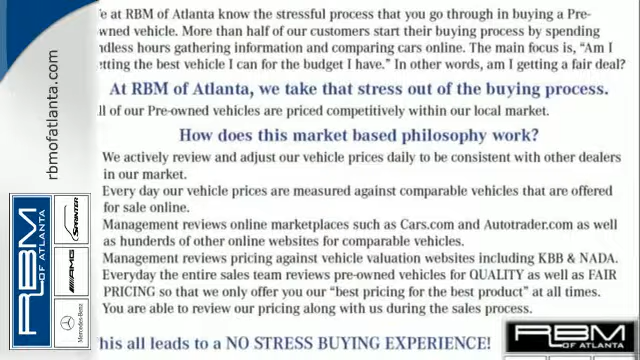 e at RBM of Atlanta know the stressful process that you go through in buying a Pre-
wned vehicle. More than half of our customers start their buying process by spending
ndless hours gathering information and comparing cars online. The main focus is, "Am I
etting the best vehicle I can for the budget I have." In other words, am I getting a fair deal?
At RBM of Atlanta, we take that stress out of the buying process.
ll of our Pre-owned vehicles are priced competitively within our local market.
How does this market based philosophy work?
We actively review and adjust our vehicle prices daily to be consistent with other dealers
in our market.
Every day our vehicle prices are measured against comparable vehicles that are offered
for sale online.
Management reviews online marketplaces such as Cars.com and Autorader.com as well
as hunderds of other online websites for comparable vehicles.
Management reviews pricing against vehicle valuation websites including KBB & NADA.
Everyday the entire sales team reviews pre-owned vehicles for QUALITY as well as FAIR
PRICING so that we only offer you our "best pricing for the best product" at all times.
You are able to review our pricing along with us during the sales process.
his all leads to a NO STRESS BUYING EXPERIENCE!
rbmofatlanta.com
RBM
OF ATLANTA
SPRINTER
AMG
Mercedes-Benz
RBM
OF ATLANTA